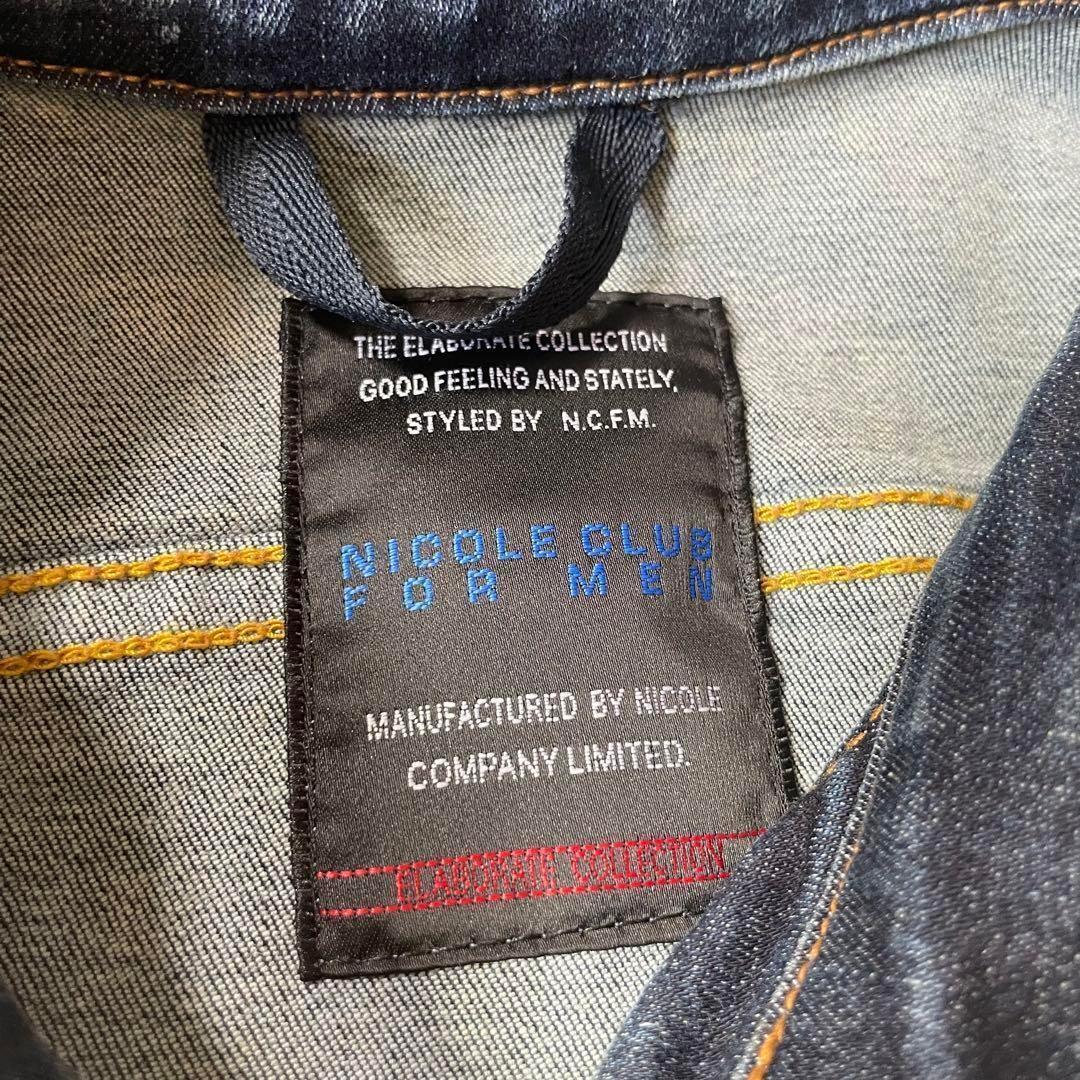 THE ELABORATE COLLECTION
GOOD FEELING AND STATELY,
STYLED BY N.C.F.M.
NICOLE CLUB
FOR MEN
MANUFACTURED BY NICOLE
COMPANY LIMITED.
ELABORATE COLLECTION